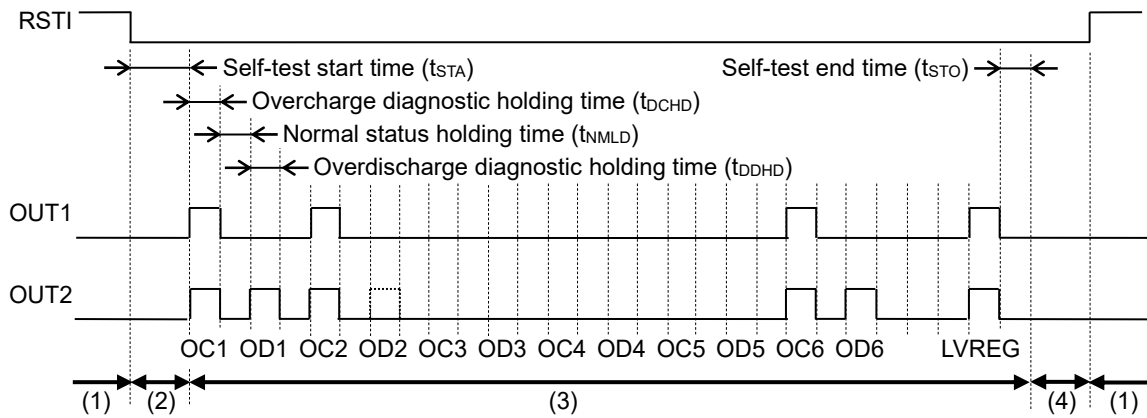 RSTI
Self-test start time (tSTA)
Self-test end time (tSTO)
Overcharge diagnostic holding time (tDCHD)
Normal status holding time (tNMLD)
Overdischarge diagnostic holding time (tDDHD)
OUT1
OUT2
OC1 OD1 OC2 OD2 OC3 OD3 OC4 OD4 OC5 OD5 OC6 OD6 LVREG
(1) (2) (3) (4) (1)